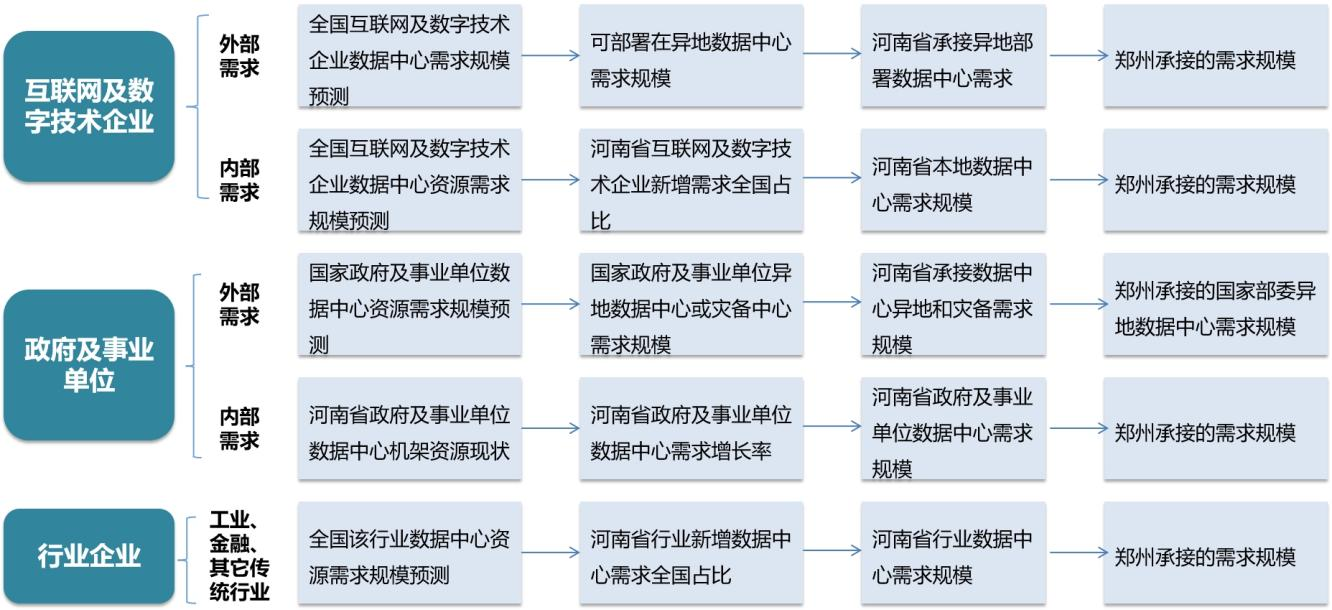 互联网及数
字技术企业
外部
需求
全国互联网及数字技术
企业数据中心需求规模
预测
可部署在异地数据中心
需求规模
河南省承接异地部
署数据中心需求
郑州承接的需求规模
内部
需求
全国互联网及数字技术
企业数据中心资源需求
规模预测
河南省互联网及数字技
术企业新增需求全国占
比
河南省本地数据中
心需求规模
郑州承接的需求规模
政府及事业
单位
外部
需求
国家政府及事业单位数
据中心资源需求规模预
测
国家政府及事业单位异
地数据中心或灾备中心
需求规模
河南省承接数据中
心异地和灾备需求
规模
郑州承接的国家部委异
地数据中心需求规模
内部
需求
河南省政府及事业单位
数据中心机架资源现状
河南省政府及事业单位
数据中心需求增长率
河南省政府及事业
单位数据中心需求
规模
郑州承接的需求规模
行业企业
工业、
金融、
其它传
统行业
全国该行业数据中心资
源需求规模预测
河南省行业新增数据中
心需求全国占比
河南省行业数据中
心需求规模
郑州承接的需求规模